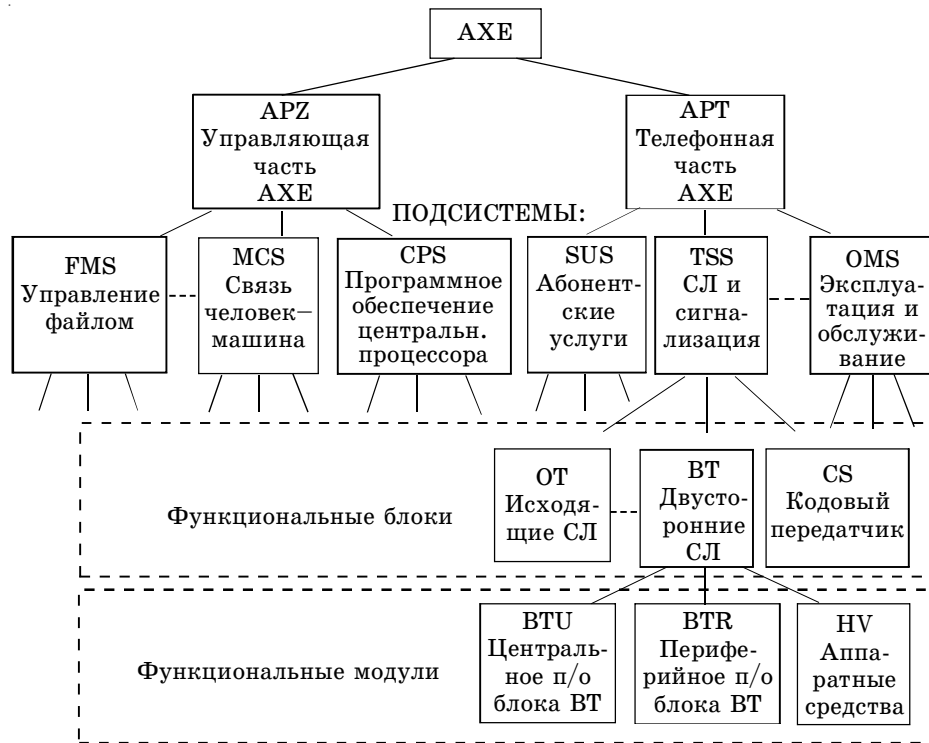 AXE
APZ
Управляющая
часть
AXE
APT
Телефонная
часть
AXE
ПОДСИСТЕМЫ:
FMS
Управление
файлом
MCS
Связь
человек—
машина
CPS
Программное
обеспечение
центральн.
процессора
SUS
Абонент-
ские
услуги
TSS
СЛ и
сигна-
лизация
OMS
Эксплуа-
тация и
обслужи-
вание
Функциональные блоки
OT
Исходя-
щие СЛ
BT
Двусто-
ронние
СЛ
CS
Кодовый
передатчик
Функциональные модули
BTU
Централь-
ное п/о
блока BT
BTR
Перифе-
рийное п/о
блока BT
HV
Аппа-
ратные
средства